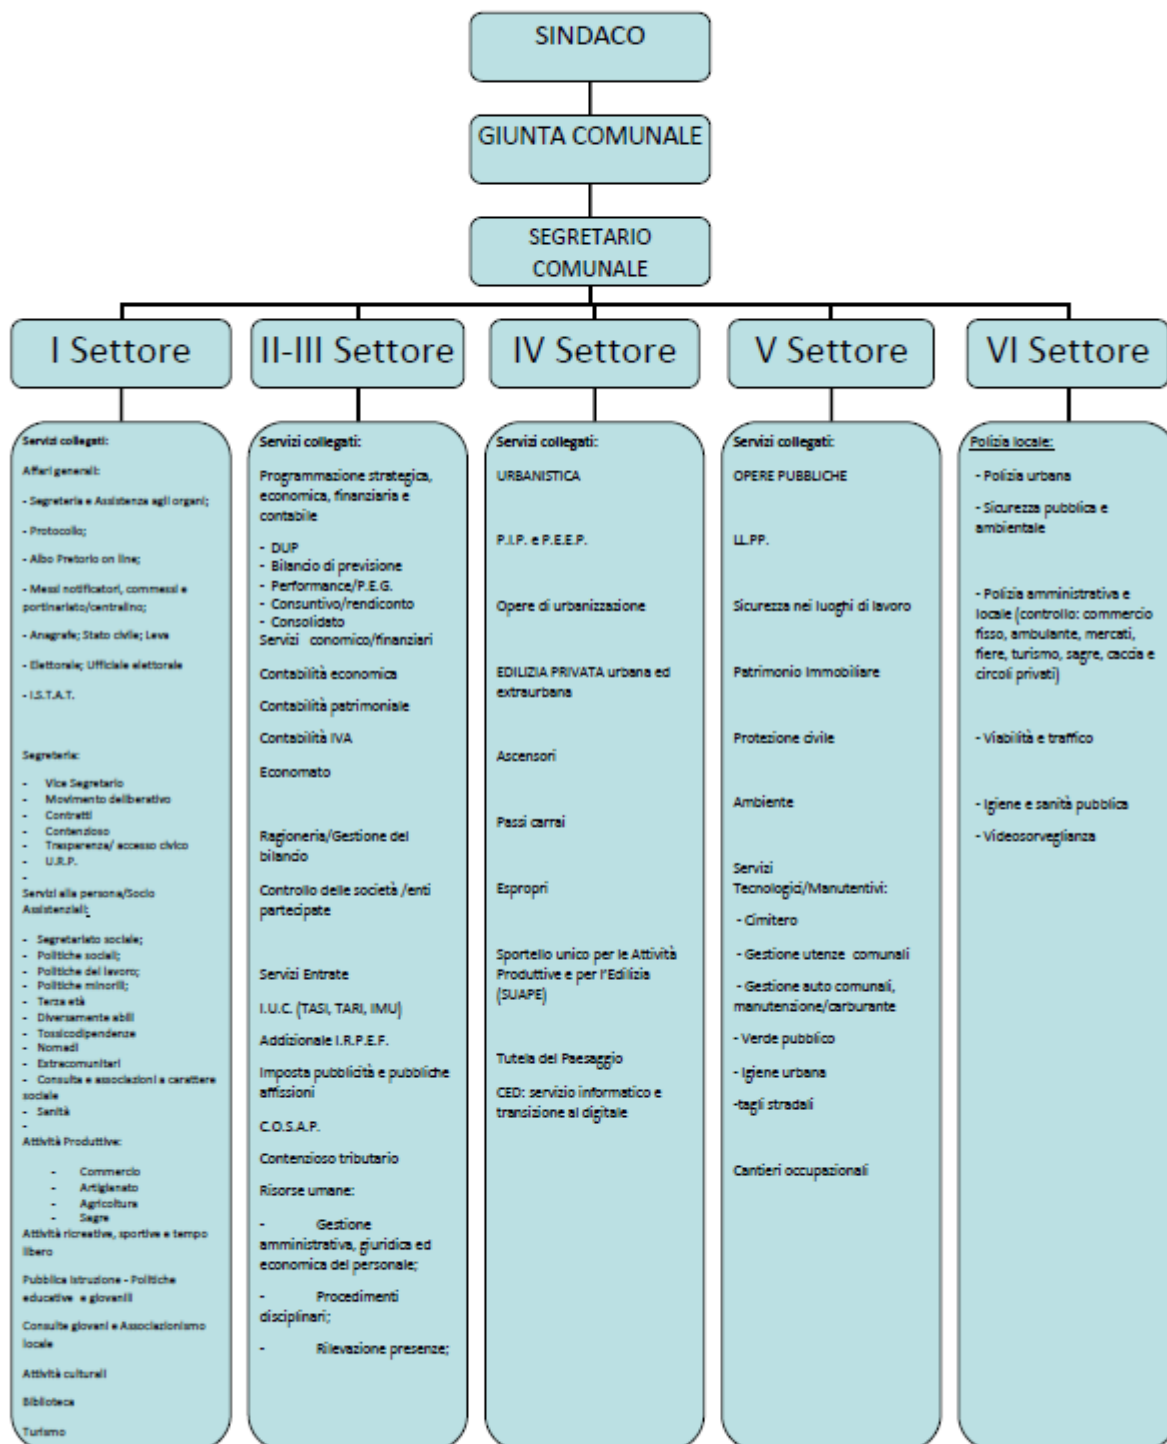 SINDACO
GIUNTA COMUNALE
SEGRETARIO
COMUNALE
I Settore
II-III Settore
IV Settore
V Settore
VI Settore
Servizi collegati:
Affari generali:
- Segreteria e Assistenza agli organi;
- Protocollo;
- Albo Pretorio on line;
- Messi notificatori, commessi e
portinariato/centralino;
- Anagrafe; Stato civile; Leva
- Elettorale; Ufficiale elettorale
- I.S.T.A.T.
Segreteria:
- Vice Segretario
- Movimento deliberativo
- Contratti
- Contenzioso
- Trasparenza/ accesso civico
- U.R.P.
-
Servizi alla persona/Socio
Assistenziali:
- Segretariato sociale;
- Politiche sociali;
- Politiche del lavoro;
- Politiche minorili;
- Terza età
- Diversamente abili
- Tossicodipendenze
- Nomadi
- Extracomunitari
- Consulta e associazioni a carattere
sociale
- Sanità
-
Attività Produttive:
- Commercio
- Artigianato
- Agricoltura
- Sagre
Attività ricreative, sportive e tempo
libero
Pubblica Istruzione - Politiche
educative e giovanili
Consulte giovani e Associazionismo
locale
Attività culturali
Biblioteca
Turismo
Servizi collegati:
Programmazione strategica,
economica, finanziaria e
contabile
- DUP
- Bilancio di previsione
- Performance/P.E.G.
- Consuntivo/rendiconto
- Consolidato
Servizi conomico/finanziari
Contabilità economica
Contabilità patrimoniale
Contabilità IVA
Economato
Ragioneria/Gestione del
bilancio
Controllo delle società /enti
partecipate
Servizi Entrate
I.U.C. (TASI, TARI, IMU)
Addizionale I.R.P.E.F.
Imposta pubblicità e pubbliche
affissioni
C.O.S.A.P.
Contenzioso tributario
Risorse umane:
- Gestione
amministrativa, giuridica ed
economica del personale;
- Procedimenti
disciplinari;
- Rilevazione presenze;
Servizi collegati:
URBANISTICA
P.I.P. e P.E.E.P.
Opere di urbanizzazione
EDILIZIA PRIVATA urbana ed
extraurbana
Ascensori
Passi carrai
Espropri
Sportello unico per le Attività
Produttive e per l'Edilizia
(SUAPE)
Tutela del Paesaggio
CED: servizio informatico e
transizione al digitale
Servizi collegati:
OPERE PUBBLICHE
LL.PP.
Sicurezza nei luoghi di lavoro
Patrimonio Immobiliare
Protezione civile
Ambiente
Servizi
Tecnologici/Manutentivi:
- Cimitero
- Gestione utenze comunali
- Gestione auto comunali,
manutenzione/carburante
- Verde pubblico
- Igiene urbana
-tagli stradali
Cantieri occupazionali
Polizia locale:
- Polizia urbana
- Sicurezza pubblica e
ambientale
- Polizia amministrativa e
locale (controllo: commercio
fisso, ambulante, mercati,
fiere, turismo, sagre, caccia e
circoli privati)
- Viabilità e traffico
- Igiene e sanità pubblica
- Videosorveglianza